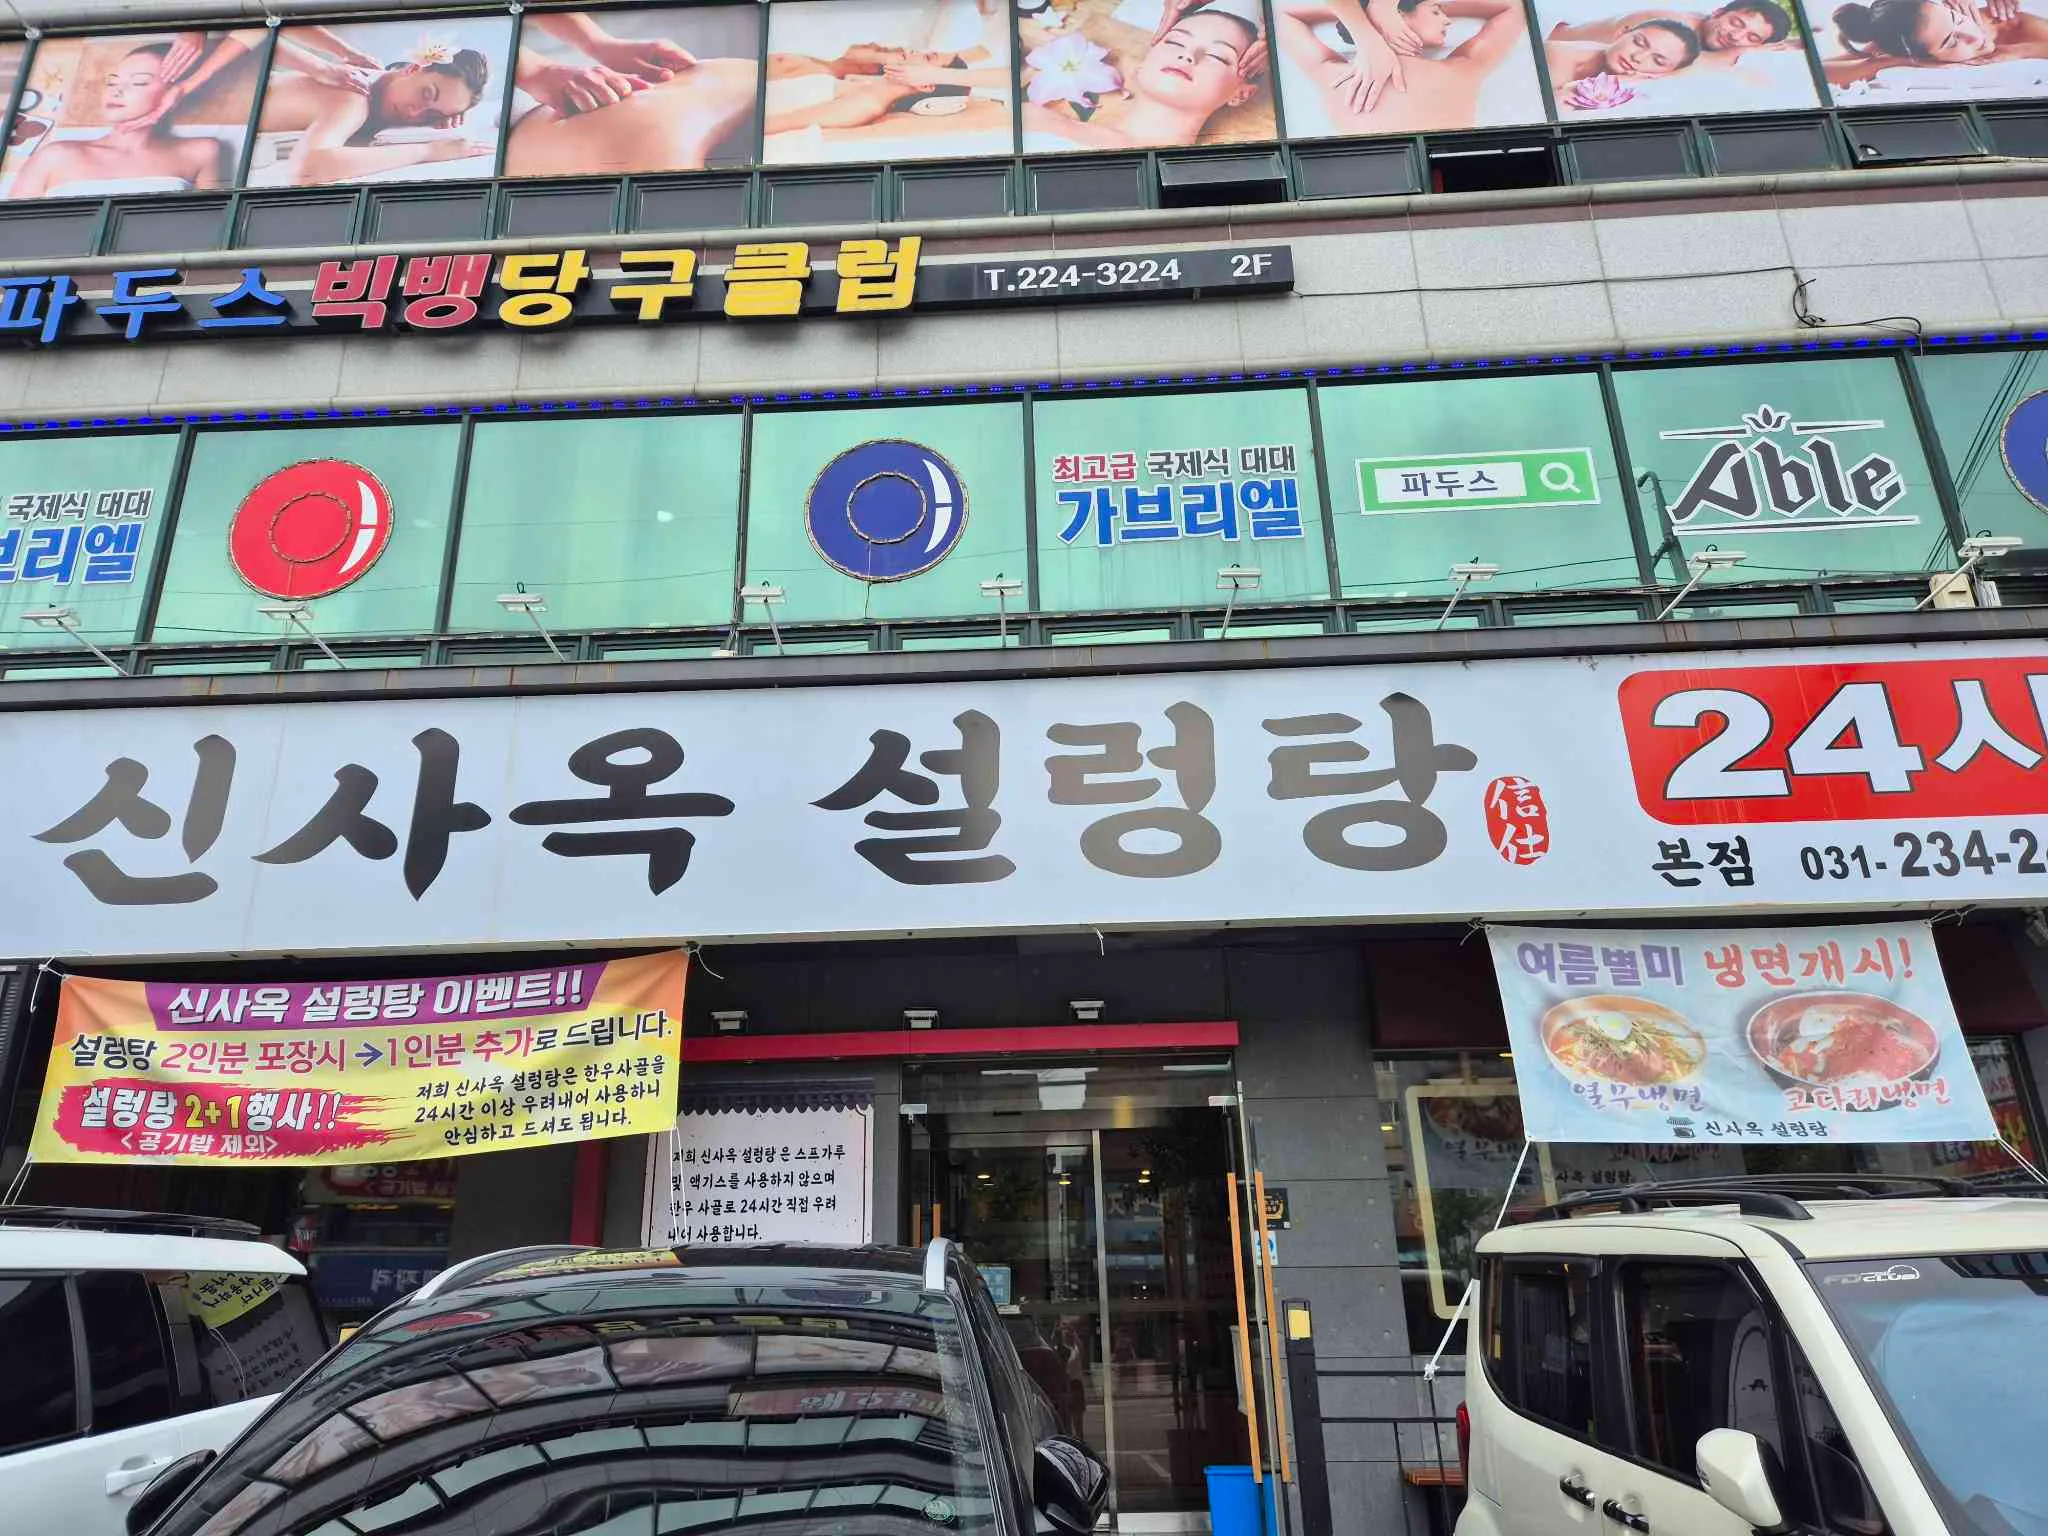 파두스빅뱅당구클럽 T.224-3224 2F
국제식 대대
브리엘
최고급 국제식 대대
가브리엘
파두스
Able
신사옥 설렁탕
信仕
24시
본점 031-234-2
신사옥 설렁탕 이벤트!!
설렁탕 2인분 포장시 →1인분 추가로 드립니다.
설렁탕 2+1행사!!
<공기밥 제외>
저희 신사옥 설렁탕은 한우사골을
24시간 이상 우려내어 사용하니
안심하고 드셔도 됩니다.
저희 신사옥 설렁탕은 스프가루
및 엑기스를 사용하지 않으며
한우 사골로 24시간 직접 우려
내어 사용합니다.
여름별미 냉면개시!
열무냉면 코다리냉면
신사옥 설렁탕
신사옥 설렁탕
FDCLUB